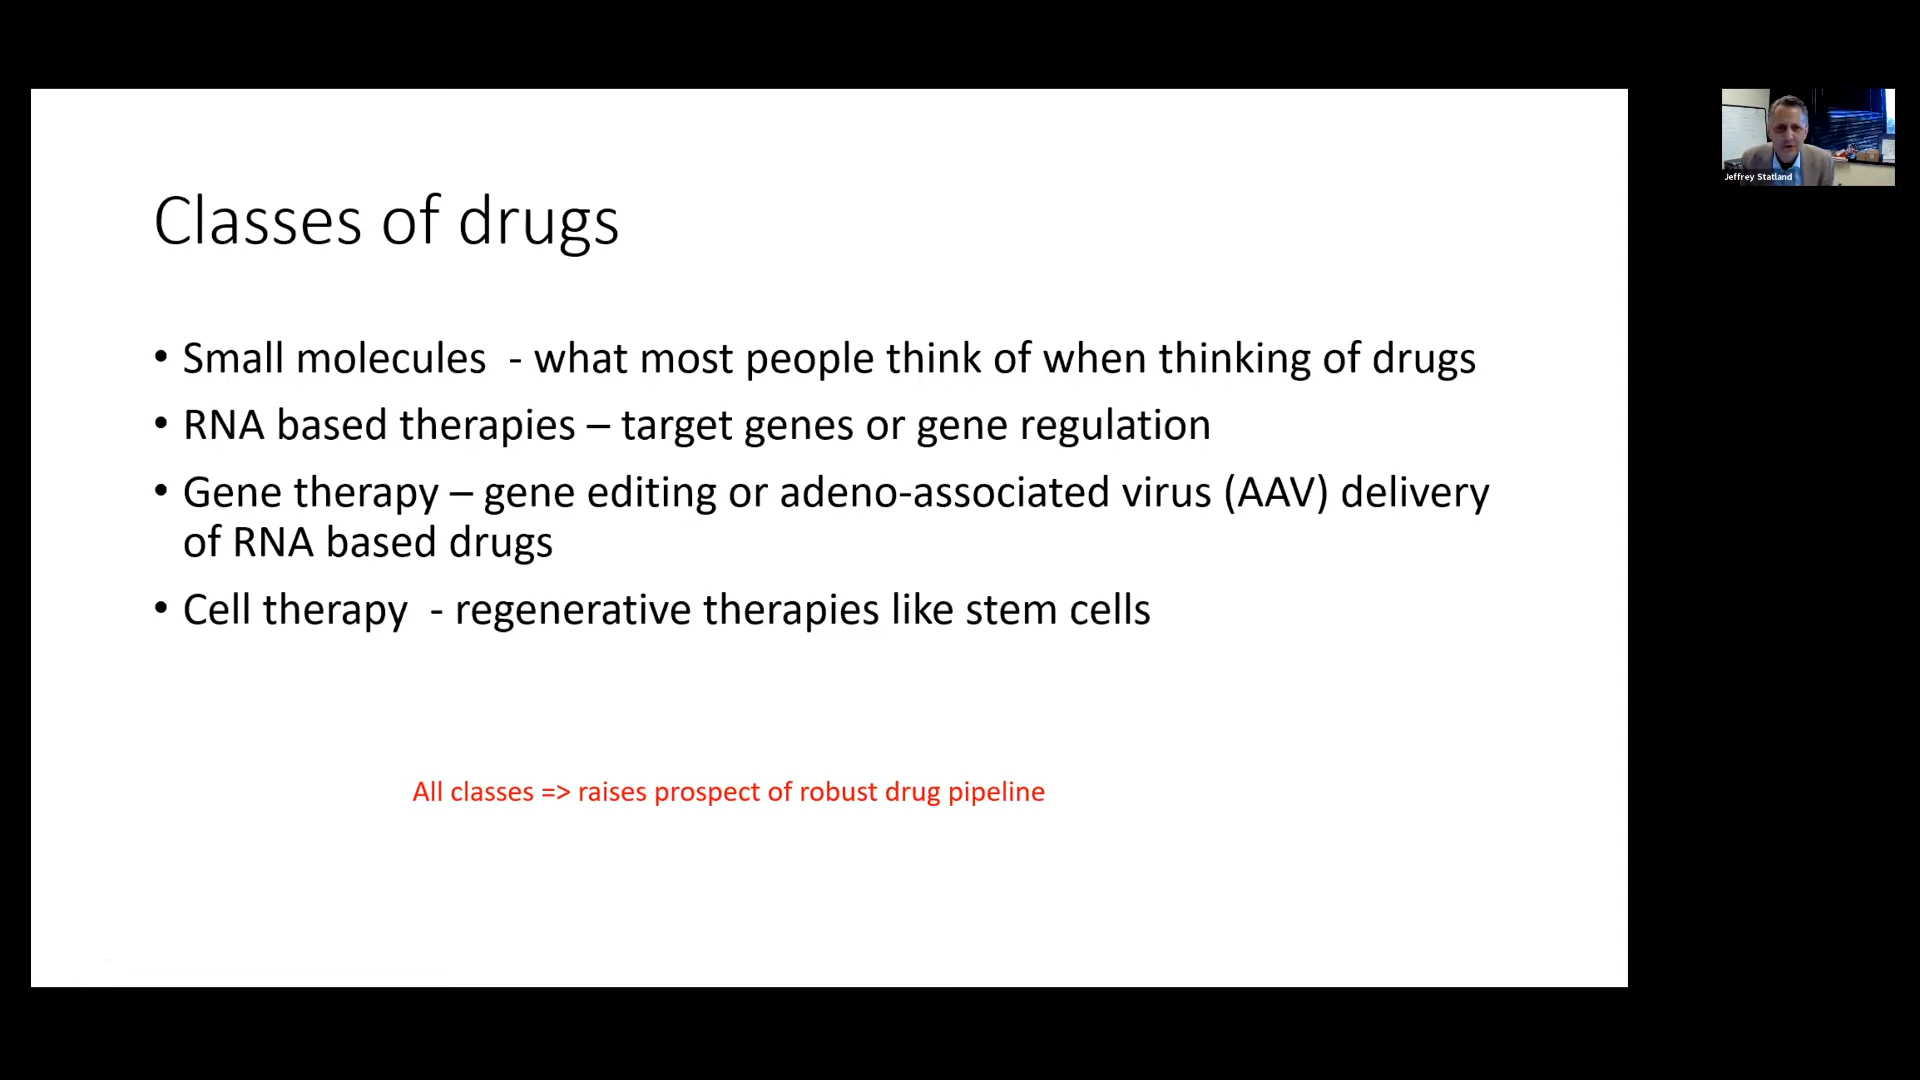 Classes of drugs
• Small molecules  - what most people think of when thinking of drugs
• RNA based therapies – target genes or gene regulation
• Gene therapy – gene editing or adeno-associated virus (AAV) delivery
of RNA based drugs
• Cell therapy  - regenerative therapies like stem cells
All classes => raises prospect of robust drug pipeline
Jeffrey Statland